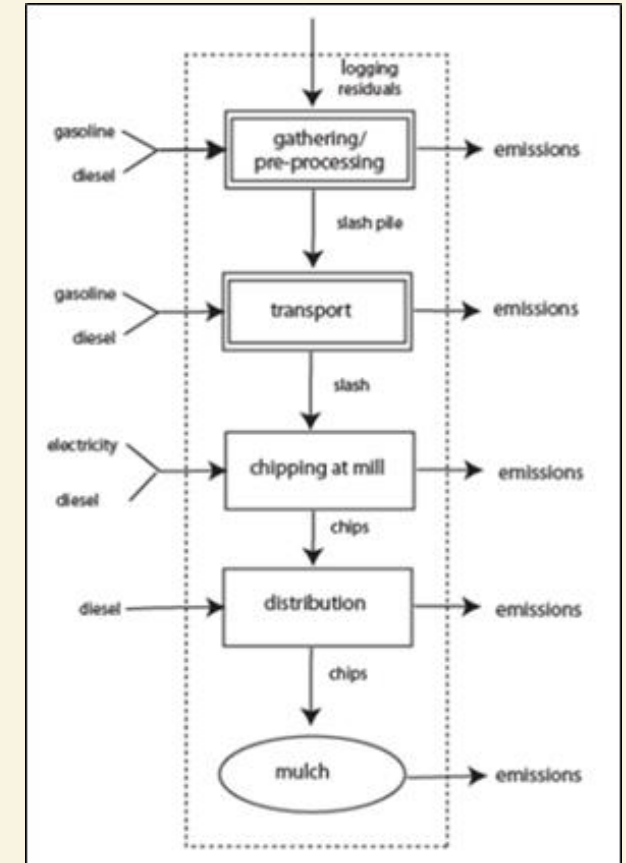 logging
residuals
gasoline
diesel
gathering/
pre-processing
emissions
slash pile
gasoline
diesel
transport
emissions
slash
electricity
diesel
chipping at mill
emissions
chips
diesel
distribution
emissions
chips
mulch
emissions